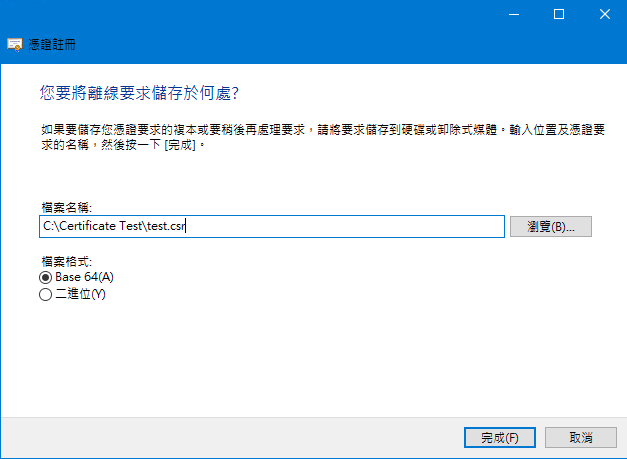 憑證註冊
您要將離線要求儲存於何處?
如果要儲存您憑證要求的複本或要稍後再處理要求，請將要求儲存到硬碟或卸除式媒體。輸入位置及憑證要
求的名稱，然後按一下 [完成]。
檔案名稱:
C:\Certificate Test\test.csr
瀏覽(B)...
檔案格式:
Base 64(A)
二進位(Y)
完成(F)
取消